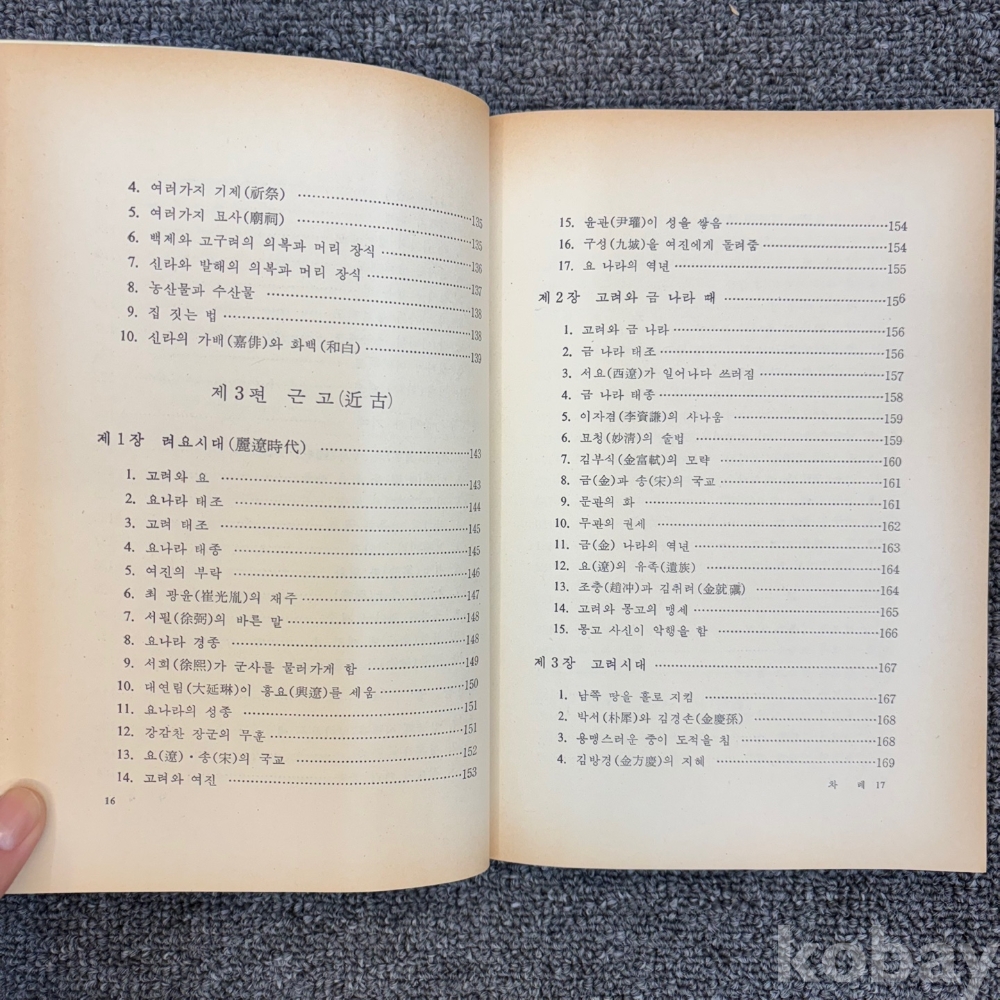 4. 여러가지 기제(祈祭) ……135
5. 여러가지 묘사(廟祠) ……135
6. 백제와 고구려의 의복과 머리 장식 ……136
7. 신라와 발해의 의복과 머리 장식 ……137
8. 농산물과 수산물 ……138
9. 집 짓는 법 ……138
10. 신라의 가배(嘉俳)와 화백(和白) ……139
제3편 근고(近古)
제1장 려요시대(麗遼時代) ……143
1. 고려와 요 ……143
2. 요나라 태조 ……144
3. 고려 태조 ……145
4. 요나라 태종 ……145
5. 여진의 부락 ……146
6. 최 광윤(崔光胤)의 재주 ……147
7. 서필(徐弼)의 바른 말 ……148
8. 요나라 경종 ……148
9. 서희(徐熙)가 군사를 물러가게 함 ……149
10. 대연림(大延琳)이 흥요(興遼)를 세움 ……150
11. 요나라의 성종 ……151
12. 강감찬 장군의 무훈 ……151
13. 요(遼)·송(宋)의 국교 ……152
14. 고려와 여진 ……153
16
15. 윤관(尹瓘)이 성을 쌓음 ……154
16. 구성(九城)을 여진에게 돌려줌 ……154
17. 요 나라의 역년 ……155
제2장 고려와 금 나라 때 ……156
1. 고려와 금 나라 ……156
2. 금 나라 태조 ……156
3. 서요(西遼)가 일어나다 쓰러짐 ……157
4. 금 나라 태종 ……158
5. 이자겸(李資謙)의 사나움 ……159
6. 묘청(妙淸)의 술법 ……159
7. 김부식(金富軾)의 모략 ……160
8. 금(金)과 송(宋)의 국교 ……161
9. 문관의 화 ……161
10. 무관의 권세 ……162
11. 금(金) 나라의 역년 ……163
12. 요(遼)의 유족(遺族) ……164
13. 조충(趙冲)과 김취려(金就礪) ……164
14. 고려와 몽고의 맹세 ……165
15. 몽고 사신이 악행을 함 ……166
제3장 고려시대 ……167
1. 남쪽 땅을 홀로 지킴 ……167
2. 박서(朴犀)와 김경손(金慶孫) ……168
3. 용맹스러운 중이 도적을 침 ……168
4. 김방경(金方慶)의 지혜 ……169
차 례 17
kobay